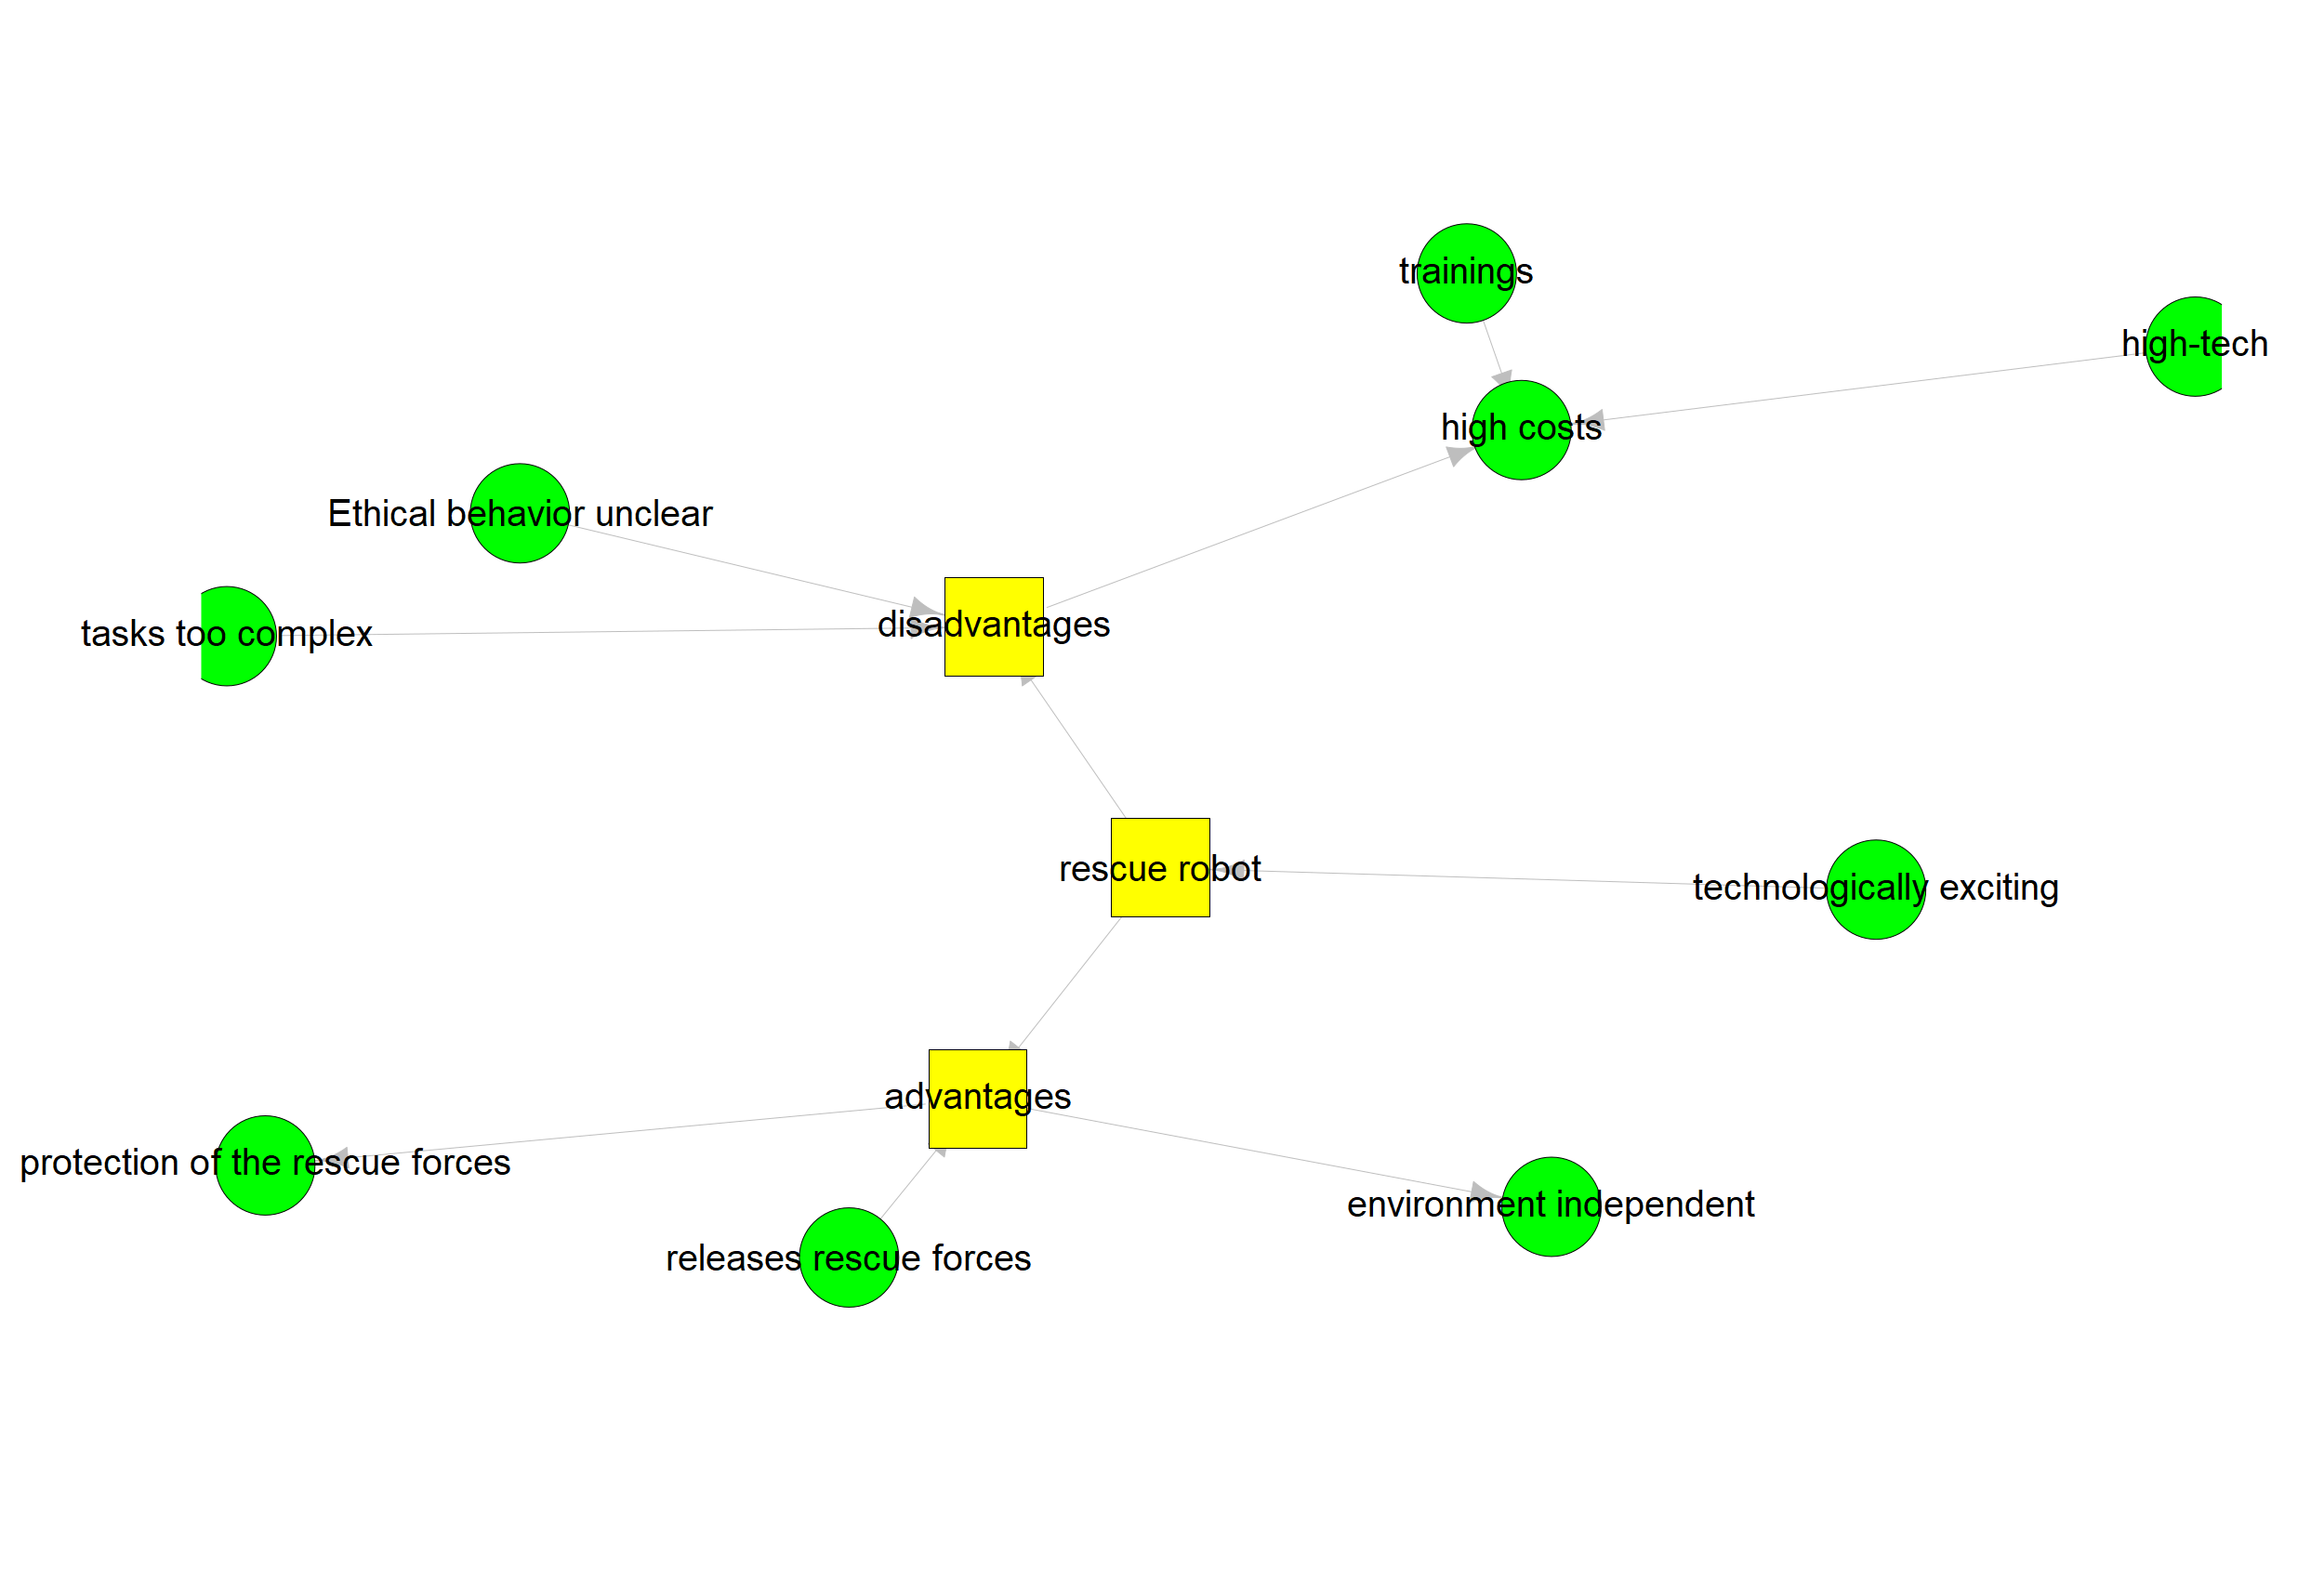 trainings
high-tech
high costs
Ethical behavior unclear
disadvantages
tasks too complex
rescue robot
technologically exciting
advantages
protection of the rescue forces
environment independent
releases rescue forces